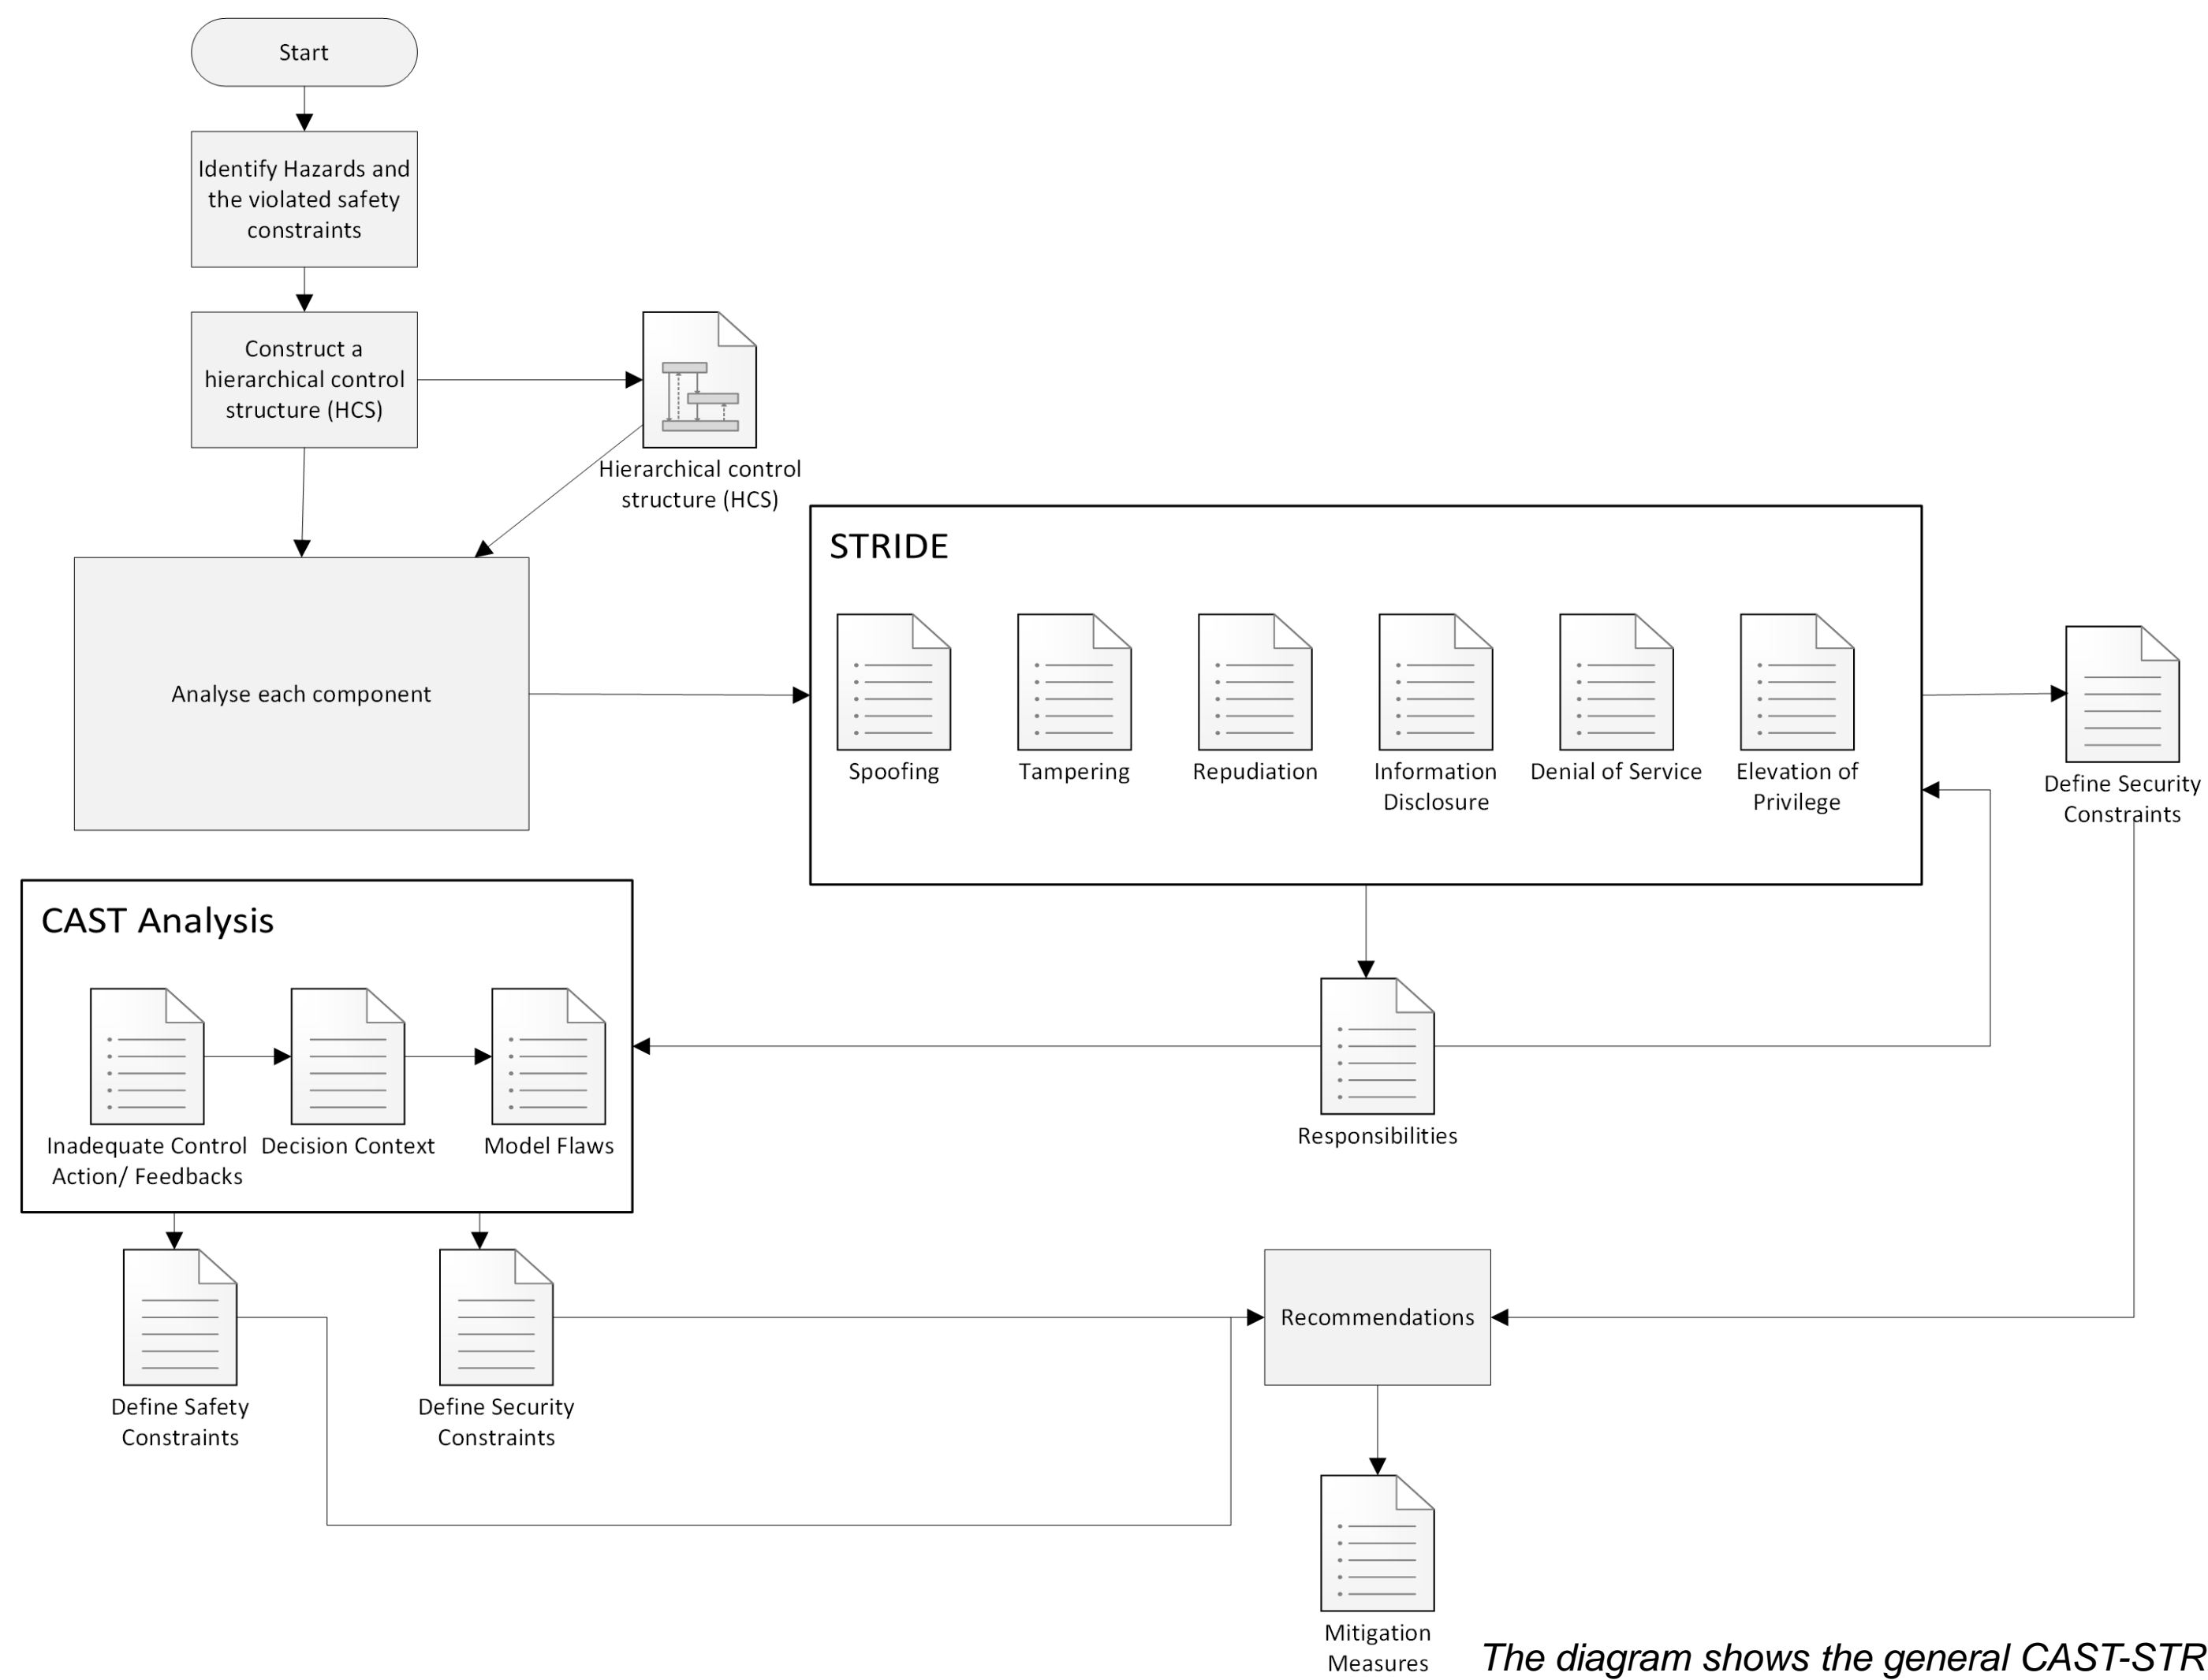 Start
Identify Hazards and
the violated safety
constraints
Construct a
hierarchical control
structure (HCS)
Hierarchical control
structure (HCS)
STRIDE
Analyse each component
Spoofing
Tampering
Repudiation
Information
Disclosure
Denial of Service
Elevation of
Privilege
Define Security
Constraints
CAST Analysis
Inadequate Control
Action/ Feedbacks
Decision Context
Model Flaws
Responsibilities
Define Safety
Constraints
Define Security
Constraints
Recommendations
Mitigation
Measures
The diagram shows the general CAST-STR